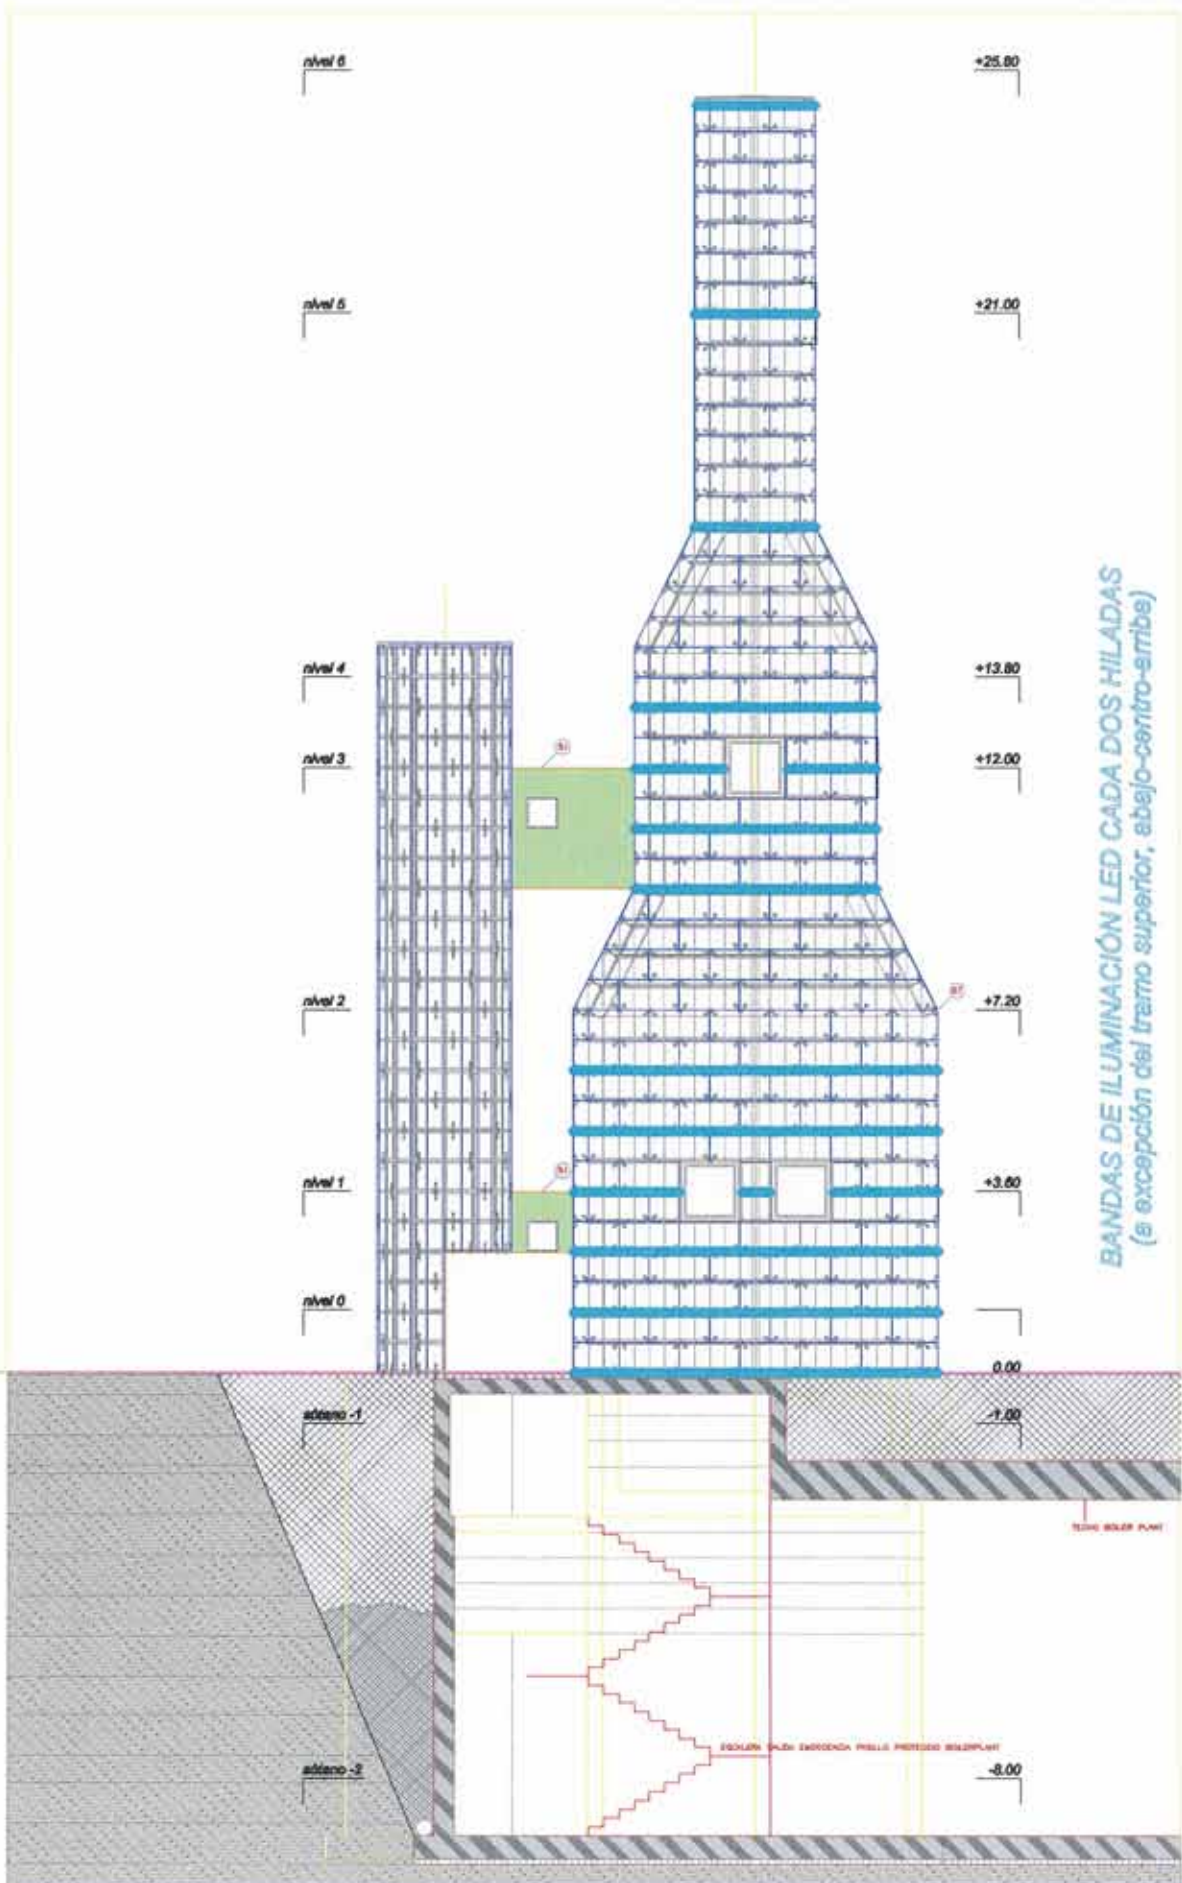 nivel 6
+25.80
nivel 5
+21.00
nivel 4
+13.80
nivel 3
+12.00
nivel 2
+7.20
nivel 1
+3.60
nivel 0
0.00
sótano -1
-1.00
sótano -2
-8.00
BANDAS DE ILUMINACIÓN LED CADA DOS HILADAS
(a excepción del tramo superior, abajo-centro-arriba)
TECHO BOILER PLANT
ESCALERA SALIDA EMERGENCIA PASILLO PROTEGIDO BOILERPLANT